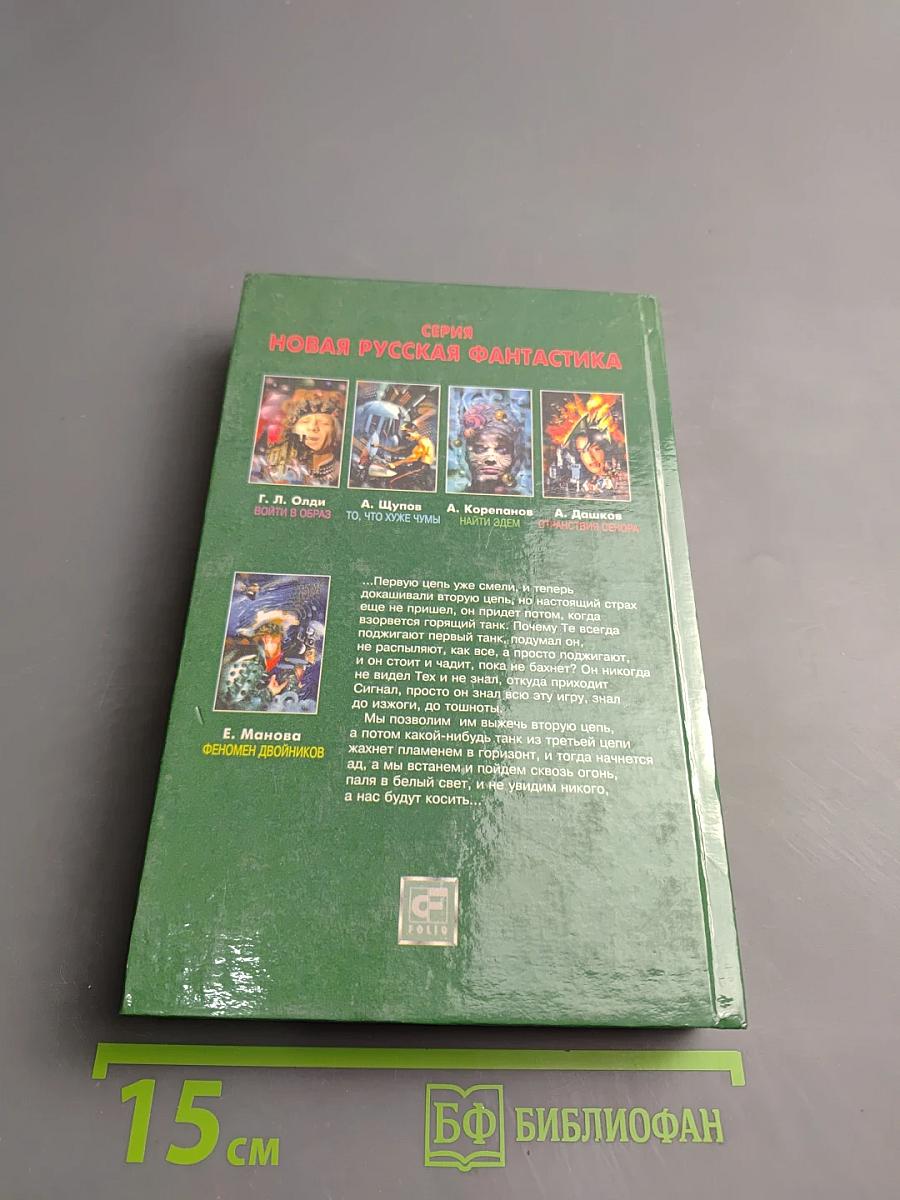 СЕРИЯ
НОВАЯ РУССКАЯ ФАНТАСТИКА
Г. Л. Олди
ВОЙТИ В ОБРАЗ
А. Щупов
ТО, ЧТО ХУЖЕ ЧУМЫ
А. Корепанов
НАЙТИ ЭДЕМ
А. Дашков
СТРАНСТВИЯ СЕНОРА
Е. Манова
ФЕНОМЕН ДВОЙНИКОВ
...Первую цепь уже смели, и теперь
докашивали вторую цепь, но настоящий страх
еще не пришел, он придет потом, когда
взорвется горящий танк. Почему Те всегда
поджигают первый танк, подумал он,
не распыляют, как все, а просто поджигают,
и он стоит и чадит, пока не бахнет? Он никогда
не видел Тех и не знал, откуда приходит
Сигнал, просто он знал всю эту игру, знал
до изжоги, до тошноты.
Мы позволим им выжечь вторую цепь,
а потом какой-нибудь танк из третьей цепи
жахнет пламенем в горизонт, и тогда начнется
ад, а мы встанем и пойдем сквозь огонь,
паля в белый свет, и не увидим никого,
а нас будут косить...
FOLIO
15 см
БФ БИБЛИОФАН